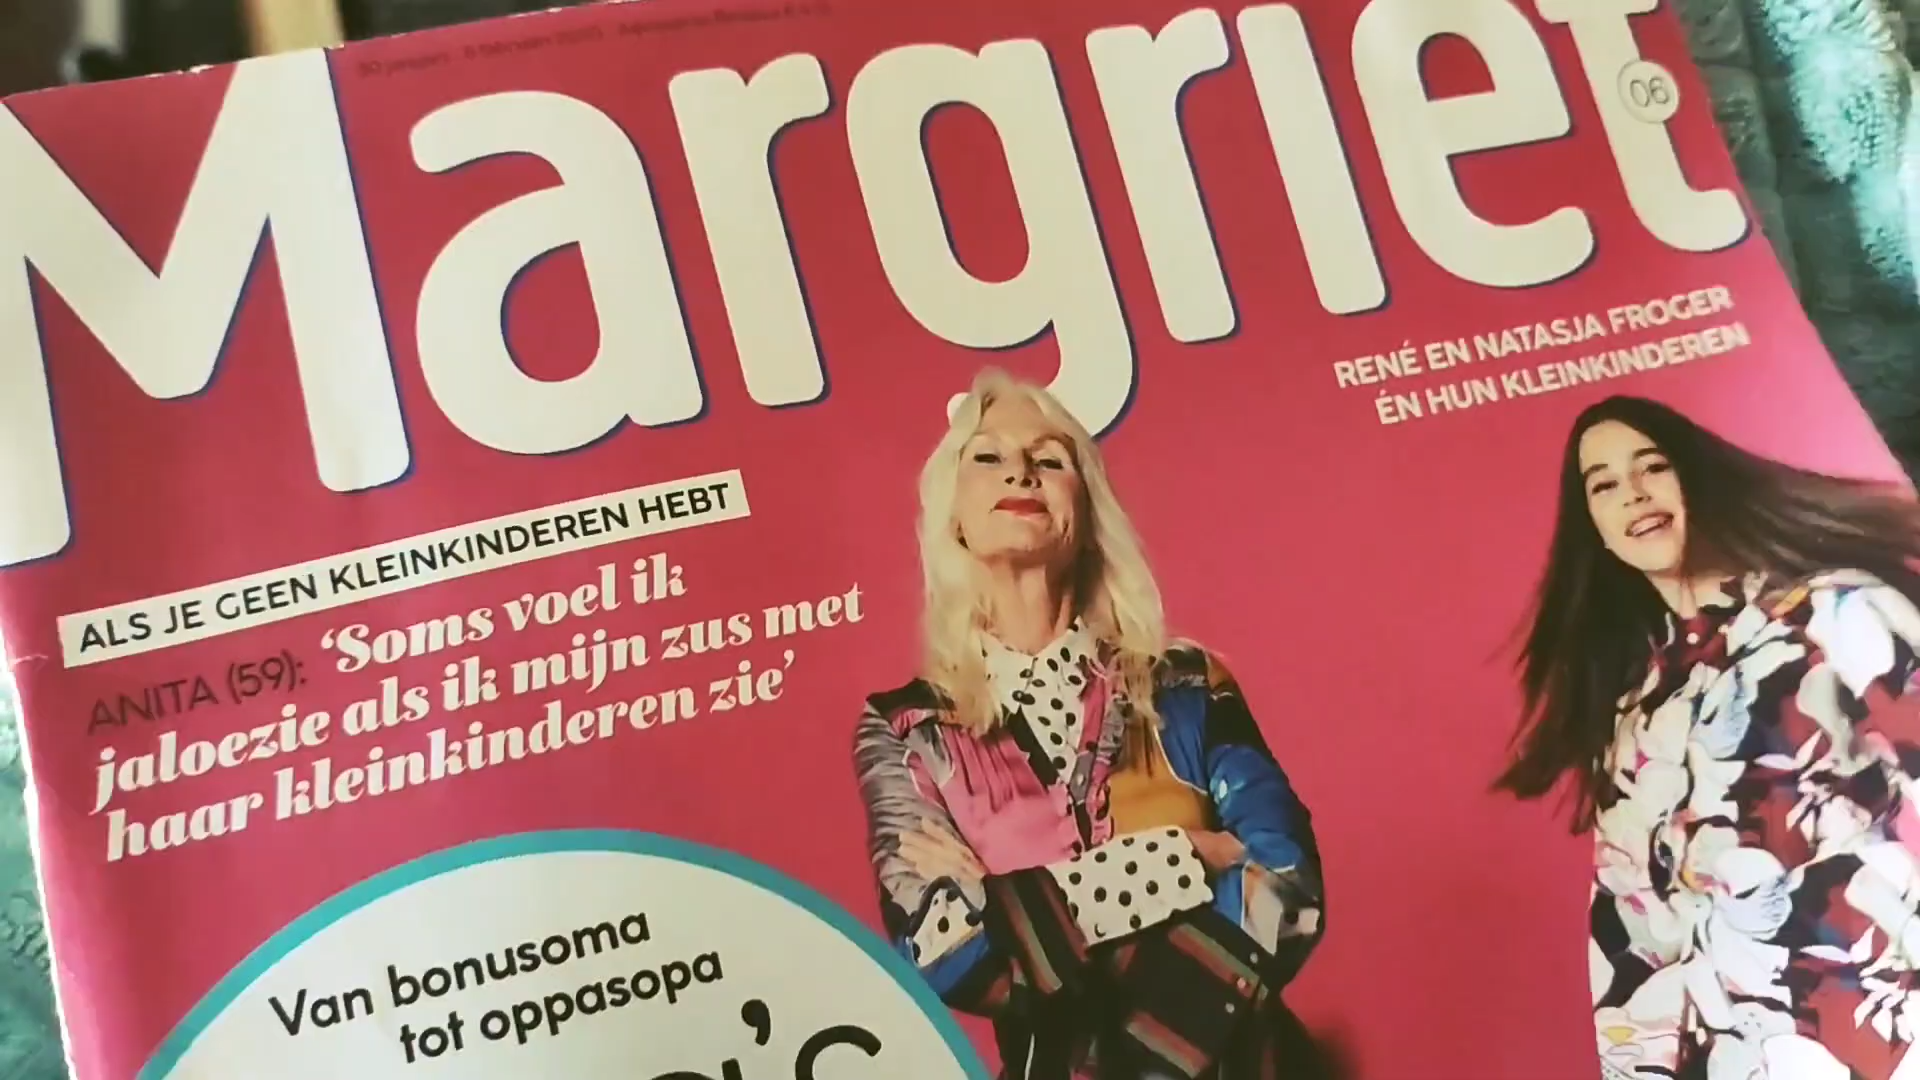 Margriet
06
RENÉ EN NATASJA FROGER
ÉN HUN KLEINKINDEREN
ALS JE GEEN KLEINKINDEREN HEBT
ANITA (59): ‘Soms voel ik
jaloezie als ik mijn zus met
haar kleinkinderen zie’
Van bonusoma
tot oppasopa